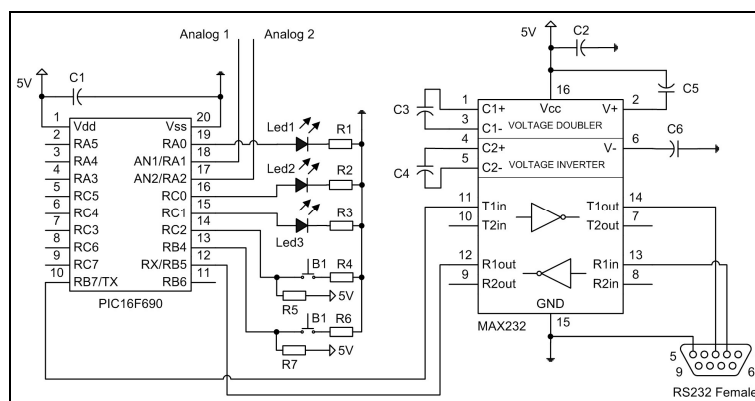 Analog 1 Analog 2
5V C1
1 Vdd Vss 20
2 RA5 RA0 19
3 RA4 AN1/RA1 18
4 RA3 AN2/RA2 17
5 RC5 RC0 16
6 RC4 RC1 15
7 RC3 RC2 14
8 RC6 RB4 13
9 RC7 RX/RB5 12
10 RB7/TX RB6 11
PIC16F690
Led1 R1
Led2 R2
Led3 R3
B1 R4
R5 5V
B1 R6
R7 5V
5V C2
16
Vcc
C3 1 C1+ V+ 2 C5
3 C1- VOLTAGE DOUBLER
4 C2+ V- 6 C6
C4 5 C2- VOLTAGE INVERTER
11 T1in T1out 14
10 T2in T2out 7
12 R1out R1in 13
9 R2out R2in 8
GND
MAX232 15
5
9 6
RS232 Female